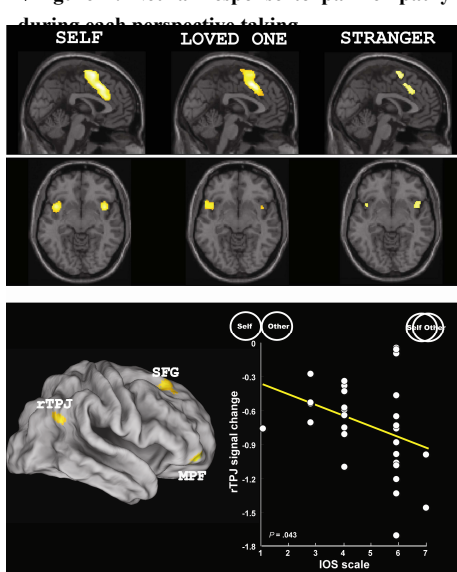 during each perspective taking
SELF LOVED ONE STRANGER
Self Other Self Other
SFG
rTPJ
MPF
0
-0.3
-0.6
-0.9
-1.2
-1.5
-1.8
rTPJ signal change
P = .043
1 2 3 4 5 6 7
IOS scale